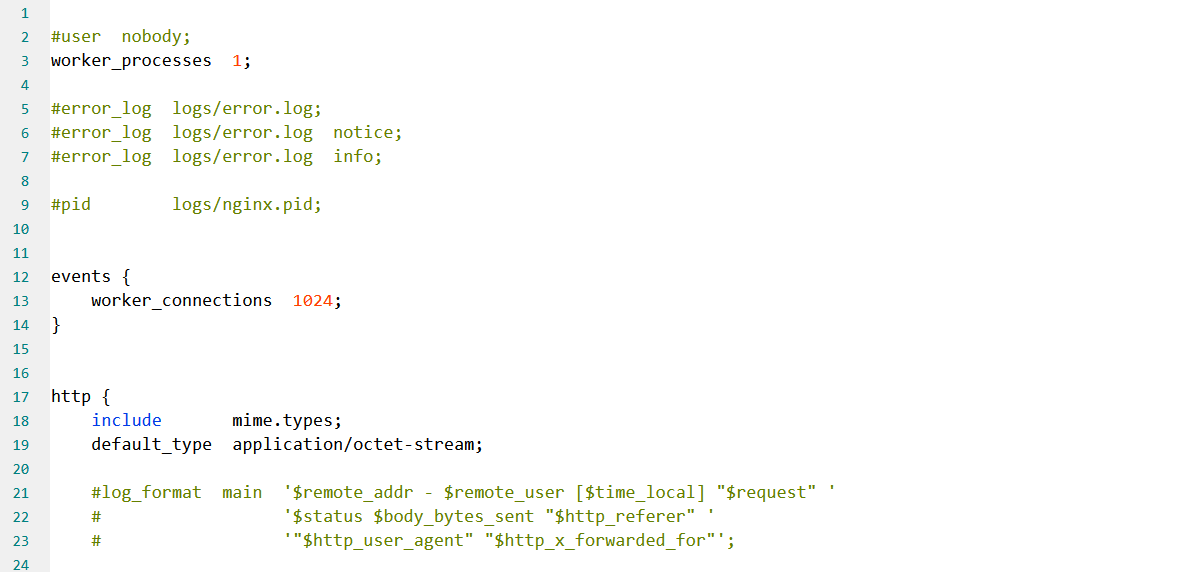 1
2 #user  nobody;
3 worker_processes  1;
4
5 #error_log  logs/error.log;
6 #error_log  logs/error.log  notice;
7 #error_log  logs/error.log  info;
8
9 #pid        logs/nginx.pid;
10
11
12 events {
13     worker_connections  1024;
14 }
15
16
17 http {
18     include       mime.types;
19     default_type  application/octet-stream;
20
21     #log_format  main  '$remote_addr - $remote_user [$time_local] "$request" '
22     #                  '$status $body_bytes_sent "$http_referer" '
23     #                  '"$http_user_agent" "$http_x_forwarded_for"';
24